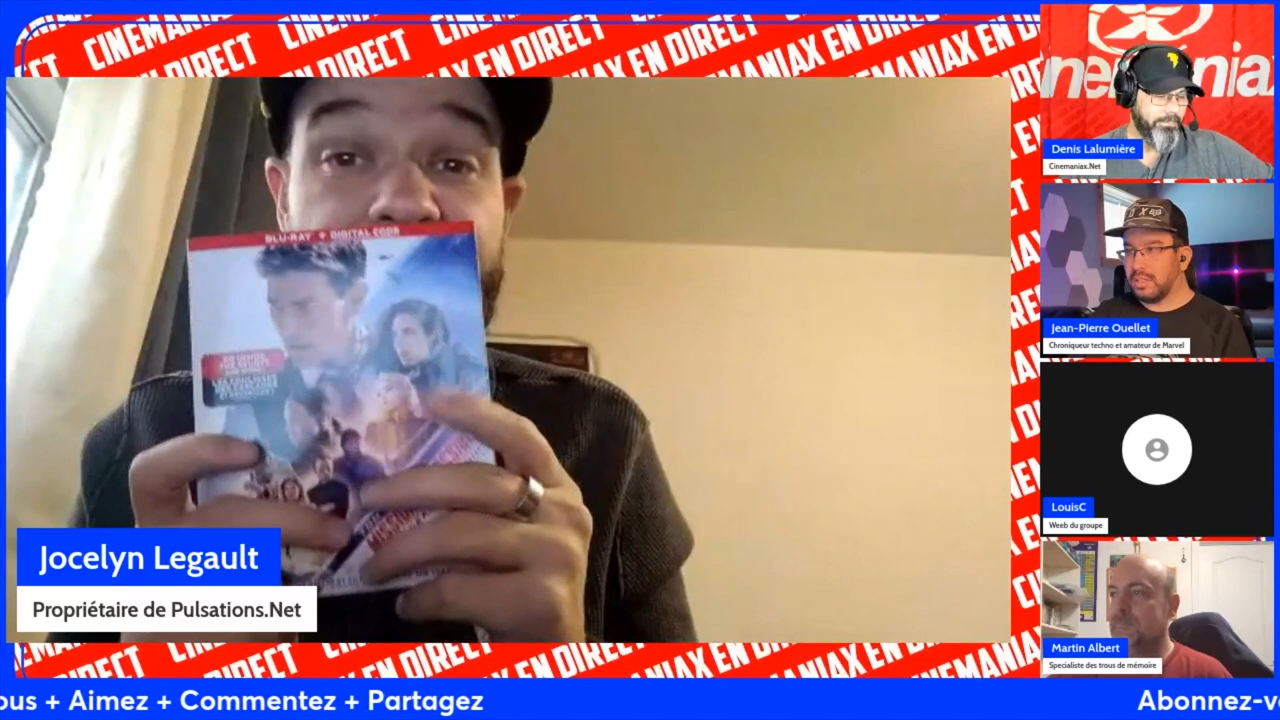 CINEMANIAX EN DIRECT
BLU-RAY + DIGITAL CODE
Jocelyn Legault
Propriétaire de Pulsations.Net
Denis Lalumière
Cinemaniax.Net
Jean-Pierre Ouellet
Chroniqueur techno et amateur de Marvel
LouisC
Weeb du groupe
Martin Albert
Specialiste des trous de mémoire
ous + Aimez + Commentez + Partagez
Abonnez-v